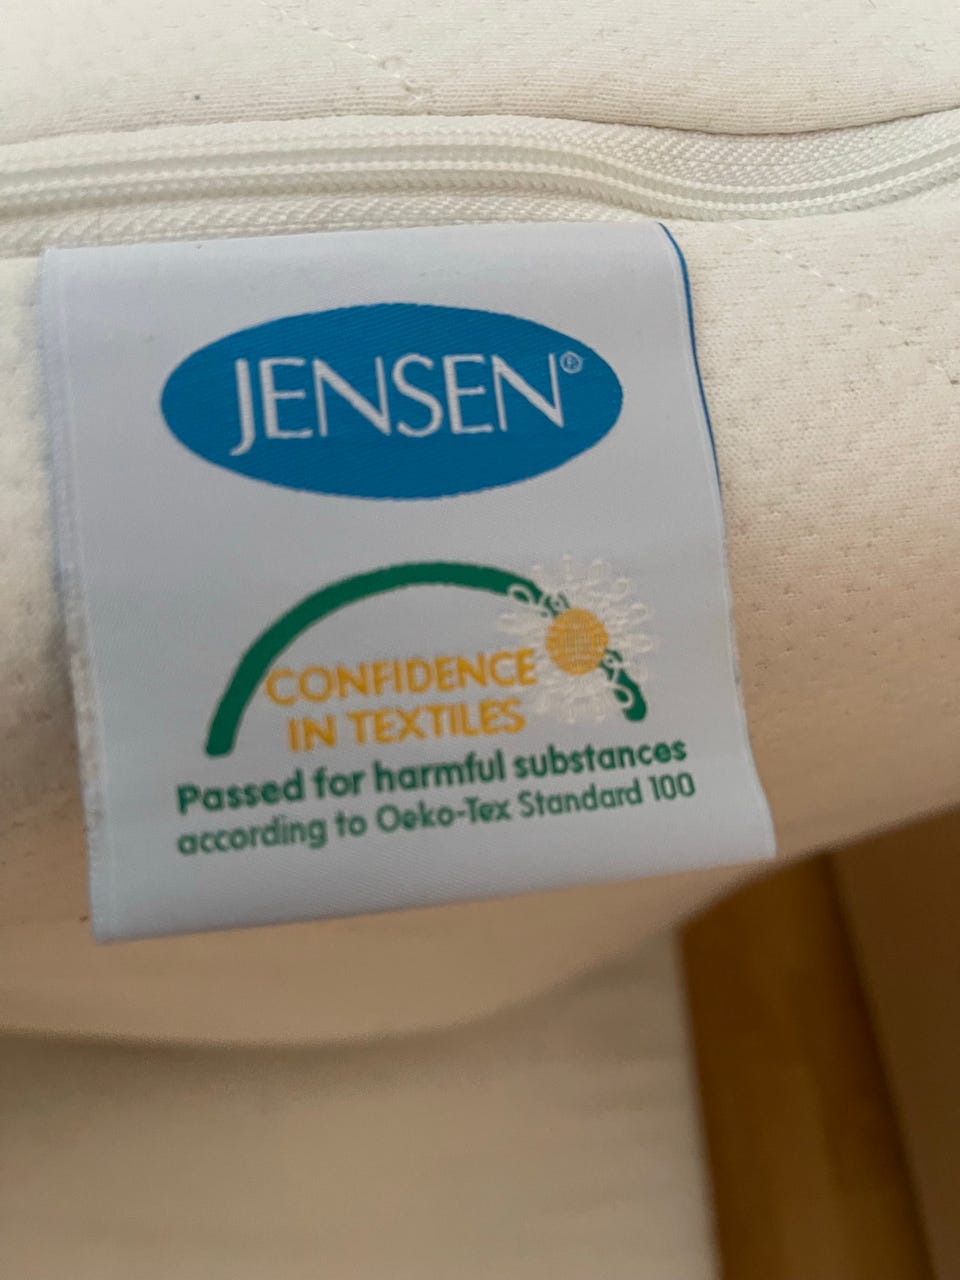 JENSEN®
CONFIDENCE
IN TEXTILES
Passed for harmful substances
according to Oeko-Tex Standard 100